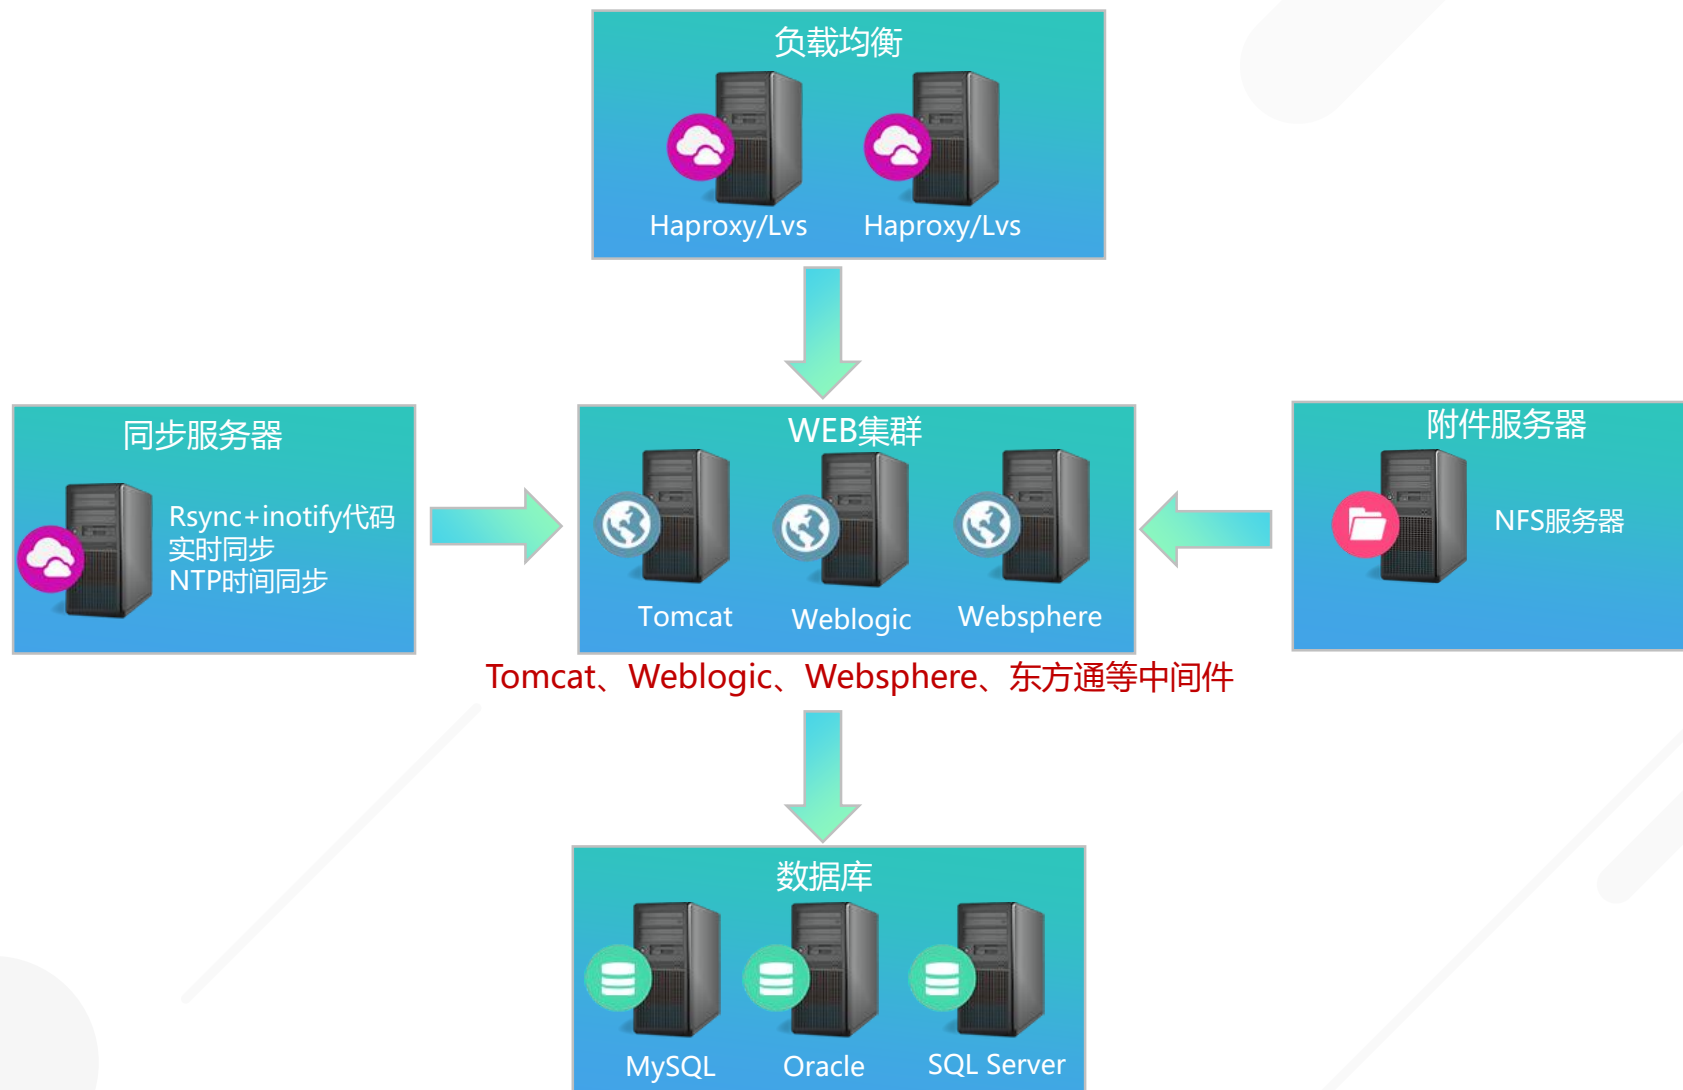 负载均衡
Haproxy/Lvs
Haproxy/Lvs
同步服务器
Rsync+inotify代码
实时同步
NTP时间同步
WEB集群
Tomcat
Weblogic
Websphere
附件服务器
NFS服务器
Tomcat、Weblogic、Websphere、东方通等中间件
数据库
MySQL
Oracle
SQL Server